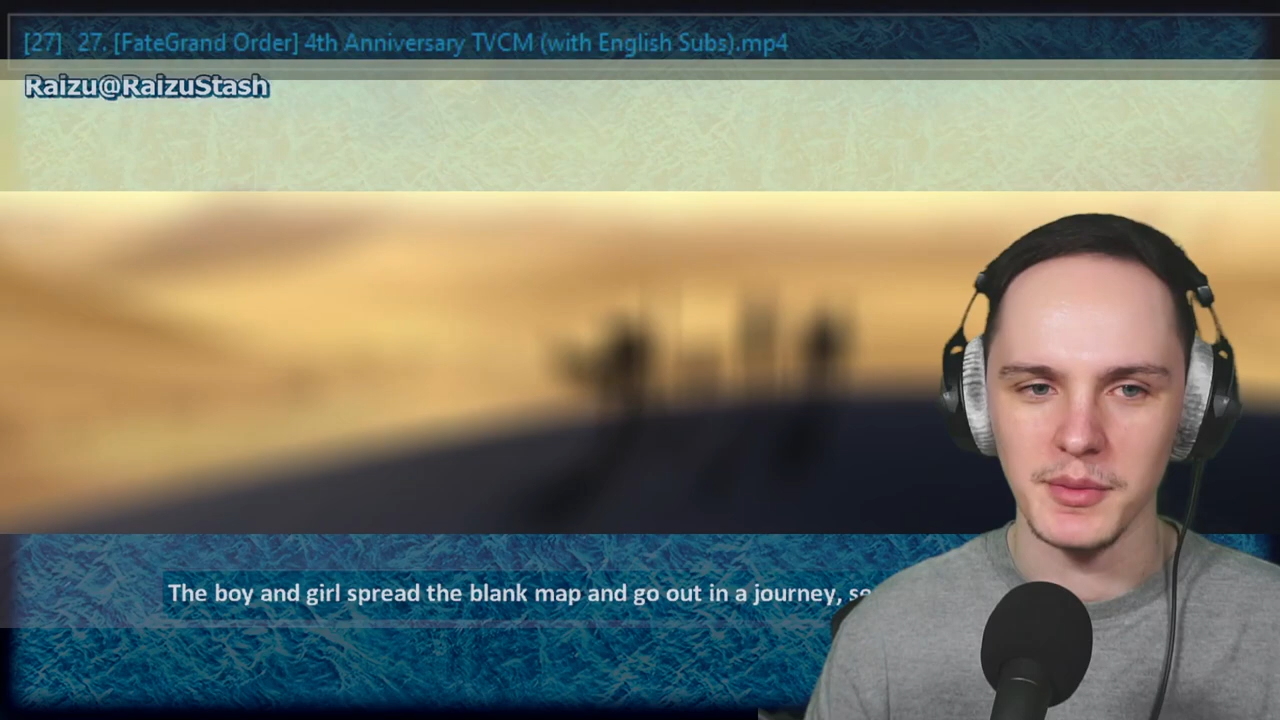 [27] 27. [FateGrand Order] 4th Anniversary TVCM (with English Subs).mp4
Raizu@RaizuStash
The boy and girl spread the blank map and go out in a journey,